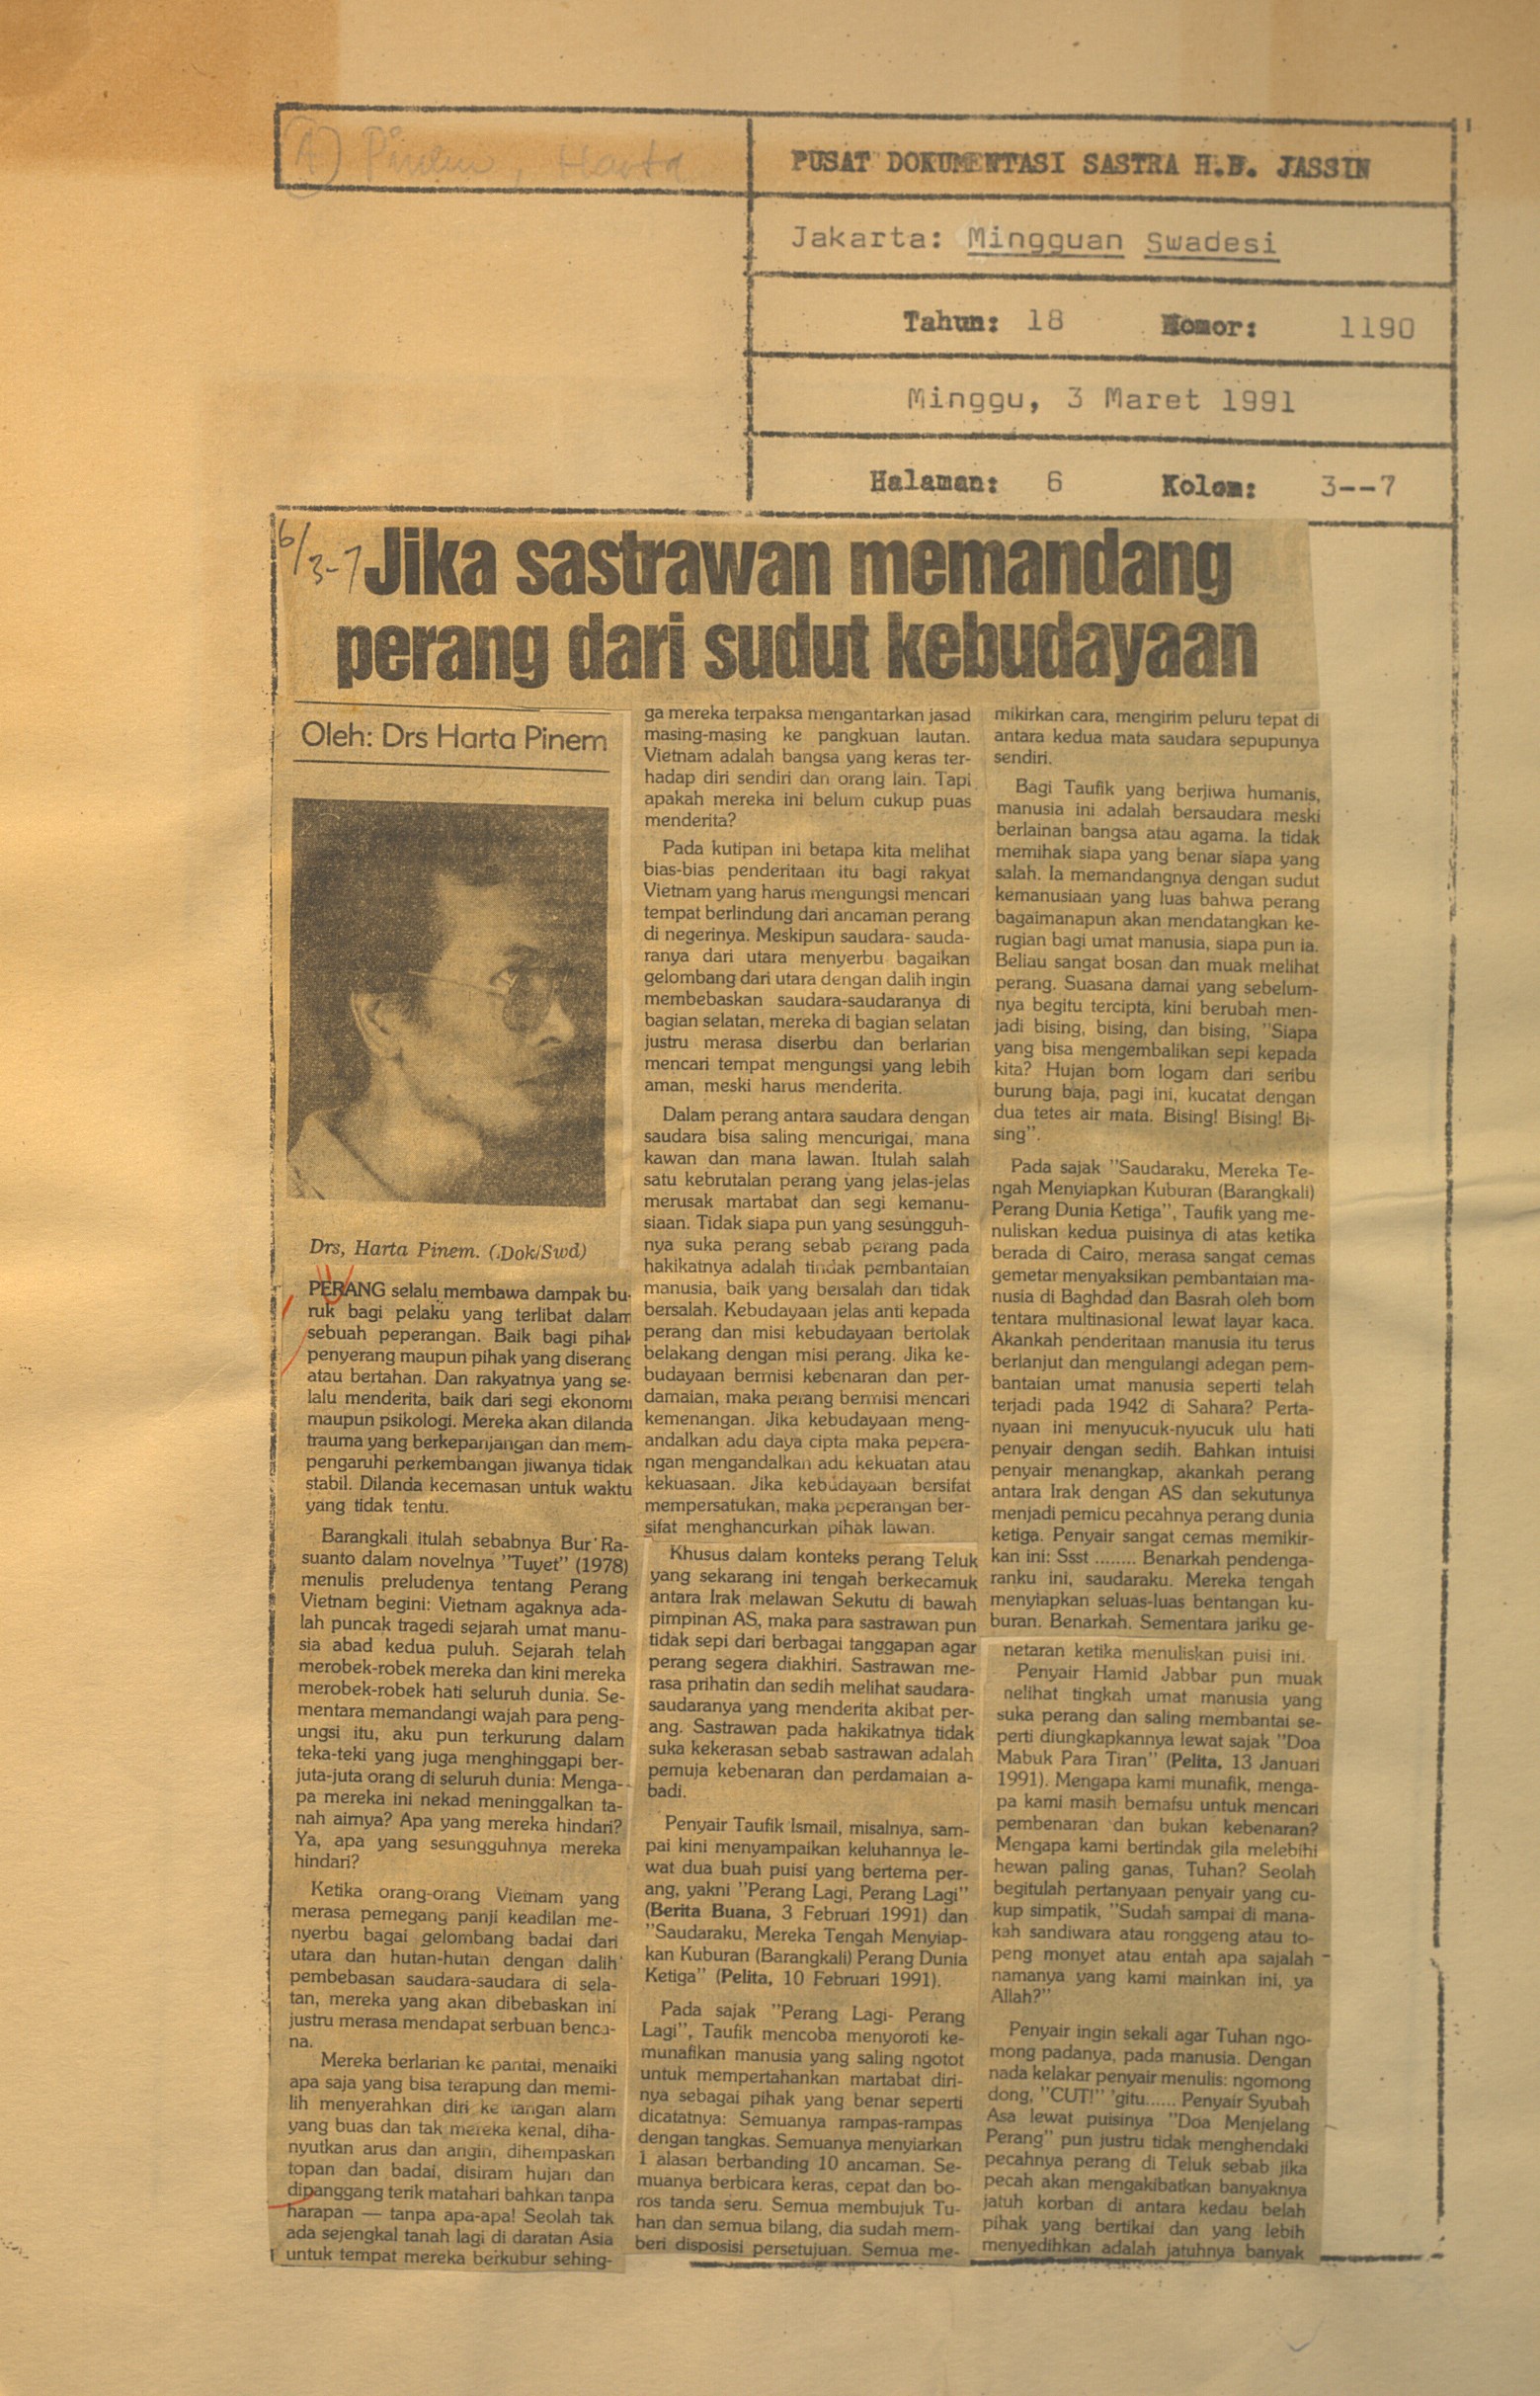 A) Pinem, Harta
PUSAT DOKUMENTASI SASTRA H.B. JASSIN
Jakarta: Mingguan Swadesi
Tahun: 18 Nomor: 1190
Minggu, 3 Maret 1991
Halaman: 6 Kolom: 3--7
6/3-7
Jika sastrawan memandang
perang dari sudut kebudayaan
Oleh: Drs Harta Pinem
Drs, Harta Pinem. (.Dok/Swd)
PERANG selalu membawa dampak bu-
ruk bagi pelaku yang terlibat dalam
sebuah peperangan. Baik bagi pihak
penyerang maupun pihak yang diserang
atau bertahan. Dan rakyatnya yang se-
lalu menderita, baik dari segi ekonomi
maupun psikologi. Mereka akan dilanda
trauma yang berkepanjangan dan mem-
pengaruhi perkembangan jiwanya tidak
stabil. Dilanda kecemasan untuk waktu
yang tidak tentu.
Barangkali itulah sebabnya Bur Ra-
suanto dalam novelnya "Tuyet" (1978)
menulis preludenya tentang Perang
Vietnam begini: Vietnam agaknya ada-
lah puncak tragedi sejarah umat manu-
sia abad kedua puluh. Sejarah telah
merobek-robek mereka dan kini mereka
merobek-robek hati seluruh dunia. Se-
mentara memandangi wajah para peng-
ungsi itu, aku pun terkurung dalam
teka-teki yang juga menghinggapi ber-
juta-juta orang di seluruh dunia: Menga-
pa mereka ini nekad meninggalkan ta-
nah airnya? Apa yang mereka hindari?
Ya, apa yang sesungguhnya mereka
hindari?
Ketika orang-orang Vietnam yang
merasa pemegang panji keadilan me-
nyerbu bagai gelombang badai dari
utara dan hutan-hutan dengan dalih
pembebasan saudara-saudara di sela-
tan, mereka yang akan dibebaskan ini
justru merasa mendapat serbuan benca-
na.
Mereka berlarian ke pantai, menaiki
apa saja yang bisa terapung dan memi-
lih menyerahkan diri ke tangan alam
yang buas dan tak mereka kenal, diha-
nyutkan arus dan angin, dihempaskan
topan dan badai, disiram hujan dan
dipanggang terik matahari bahkan tanpa
harapan — tanpa apa-apa! Seolah tak
ada sejengkal tanah lagi di daratan Asia
untuk tempat mereka berkubur sehing-
ga mereka terpaksa mengantarkan jasad
masing-masing ke pangkuan lautan.
Vietnam adalah bangsa yang keras ter-
hadap diri sendiri dan orang lain. Tapi
apakah mereka ini belum cukup puas
menderita?
Pada kutipan ini betapa kita melihat
bias-bias penderitaan itu bagi rakyat
Vietnam yang harus mengungsi mencari
tempat berlindung dari ancaman perang
di negerinya. Meskipun saudara- sauda-
ranya dari utara menyerbu bagaikan
gelombang dari utara dengan dalih ingin
membebaskan saudara-saudaranya di
bagian selatan, mereka di bagian selatan
justru merasa diserbu dan berlarian
mencari tempat mengungsi yang lebih
aman, meski harus menderita.
Dalam perang antara saudara dengan
saudara bisa saling mencurigai, mana
kawan dan mana lawan. Itulah salah
satu kebrutalan perang yang jelas-jelas
merusak martabat dan segi kemanu-
siaan. Tidak siapa pun yang sesungguh-
nya suka perang sebab perang pada
hakikatnya adalah tindak pembantaian
manusia, baik yang bersalah dan tidak
bersalah. Kebudayaan jelas anti kepada
perang dan misi kebudayaan bertolak
belakang dengan misi perang. Jika ke-
budayaan bermisi kebenaran dan per-
damaian, maka perang bermisi mencari
kemenangan. Jika kebudayaan meng-
andalkan adu daya cipta maka pepera-
ngan mengandalkan adu kekuatan atau
kekuasaan. Jika kebudayaan bersifat
mempersatukan, maka peperangan ber-
sifat menghancurkan pihak lawan.
Khusus dalam konteks perang Teluk
yang sekarang ini tengah berkecamuk
antara Irak melawan Sekutu di bawah
pimpinan AS, maka para sastrawan pun
tidak sepi dari berbagai tanggapan agar
perang segera diakhiri. Sastrawan me-
rasa prihatin dan sedih melihat saudara-
saudaranya yang menderita akibat per-
ang. Sastrawan pada hakikatnya tidak
suka kekerasan sebab sastrawan adalah
pemuja kebenaran dan perdamaian a-
badi.
Penyair Taufik Ismail, misalnya, sam-
pai kini menyampaikan keluhannya le-
wat dua buah puisi yang bertema per-
ang, yakni "Perang Lagi, Perang Lagi"
(Berita Buana, 3 Februari 1991) dan
"Saudaraku, Mereka Tengah Menyiap-
kan Kuburan (Barangkali) Perang Dunia
Ketiga" (Pelita, 10 Februari 1991).
Pada sajak "Perang Lagi- Perang
Lagi", Taufik mencoba menyoroti ke-
munafikan manusia yang saling ngotot
untuk mempertahankan martabat diri-
nya sebagai pihak yang benar seperti
dicatatnya: Semuanya rampas-rampas
dengan tangkas. Semuanya menyiarkan
1 alasan berbanding 10 ancaman. Se-
muanya berbicara keras, cepat dan bo-
ros tanda seru. Semua membujuk Tu-
han dan semua bilang, dia sudah mem-
beri disposisi persetujuan. Semua me-
mikirkan cara, mengirim peluru tepat di
antara kedua mata saudara sepupunya
sendiri.
Bagi Taufik yang berjiwa humanis,
manusia ini adalah bersaudara meski
berlainan bangsa atau agama. Ia tidak
memihak siapa yang benar siapa yang
salah. Ia memandangnya dengan sudut
kemanusiaan yang luas bahwa perang
bagaimanapun akan mendatangkan ke-
rugian bagi umat manusia, siapa pun ia.
Beliau sangat bosan dan muak melihat
perang. Suasana damai yang sebelum-
nya begitu tercipta, kini berubah men-
jadi bising, bising, dan bising, "Siapa
yang bisa mengembalikan sepi kepada
kita? Hujan bom logam dari seribu
burung baja, pagi ini, kucatat dengan
dua tetes air mata. Bising! Bising! Bi-
sing".
Pada sajak "Saudaraku, Mereka Te-
ngah Menyiapkan Kuburan (Barangkali)
Perang Dunia Ketiga", Taufik yang me-
nuliskan kedua puisinya di atas ketika
berada di Cairo, merasa sangat cemas
gemetar menyaksikan pembantaian ma-
nusia di Baghdad dan Basrah oleh bom
tentara multinasional lewat layar kaca.
Akankah penderitaan manusia itu terus
berlanjut dan mengulangi adegan pem-
bantaian umat manusia seperti telah
terjadi pada 1942 di Sahara? Perta-
nyaan ini menyucuk-nyucuk ulu hati
penyair dengan sedih. Bahkan intuisi
penyair menangkap, akankah perang
antara Irak dengan AS dan sekutunya
menjadi pemicu pecahnya perang dunia
ketiga. Penyair sangat cemas memikir-
kan ini: Ssst ........ Benarkah pendenga-
ranku ini, saudaraku. Mereka tengah
menyiapkan seluas-luas bentangan ku-
buran. Benarkah. Sementara jariku ge-
netaran ketika menuliskan puisi ini.
Penyair Hamid Jabbar pun muak
nelihat tingkah umat manusia yang
suka perang dan saling membantai se-
perti diungkapkannya lewat sajak "Doa
Mabuk Para Tiran" (Pelita, 13 Januari
1991). Mengapa kami munafik, menga-
pa kami masih bernafsu untuk mencari
pembenaran dan bukan kebenaran?
Mengapa kami bertindak gila melebihi
hewan paling ganas, Tuhan? Seolah
begitulah pertanyaan penyair yang cu-
kup simpatik, "Sudah sampai di mana-
kah sandiwara atau ronggeng atau to-
peng monyet atau entah apa sajalah
namanya yang kami mainkan ini, ya
Allah?"
Penyair ingin sekali agar Tuhan ngo-
mong padanya, pada manusia. Dengan
nada kelakar penyair menulis: ngomong
dong, "CUT!" 'gitu...... Penyair Syubah
Asa lewat puisinya "Doa Menjelang
Perang" pun justru tidak menghendaki
pecahnya perang di Teluk sebab jika
pecah akan mengakibatkan banyaknya
jatuh korban di antara kedau belah
pihak yang bertikai dan yang lebih
menyedihkan adalah jatuhnya banyak